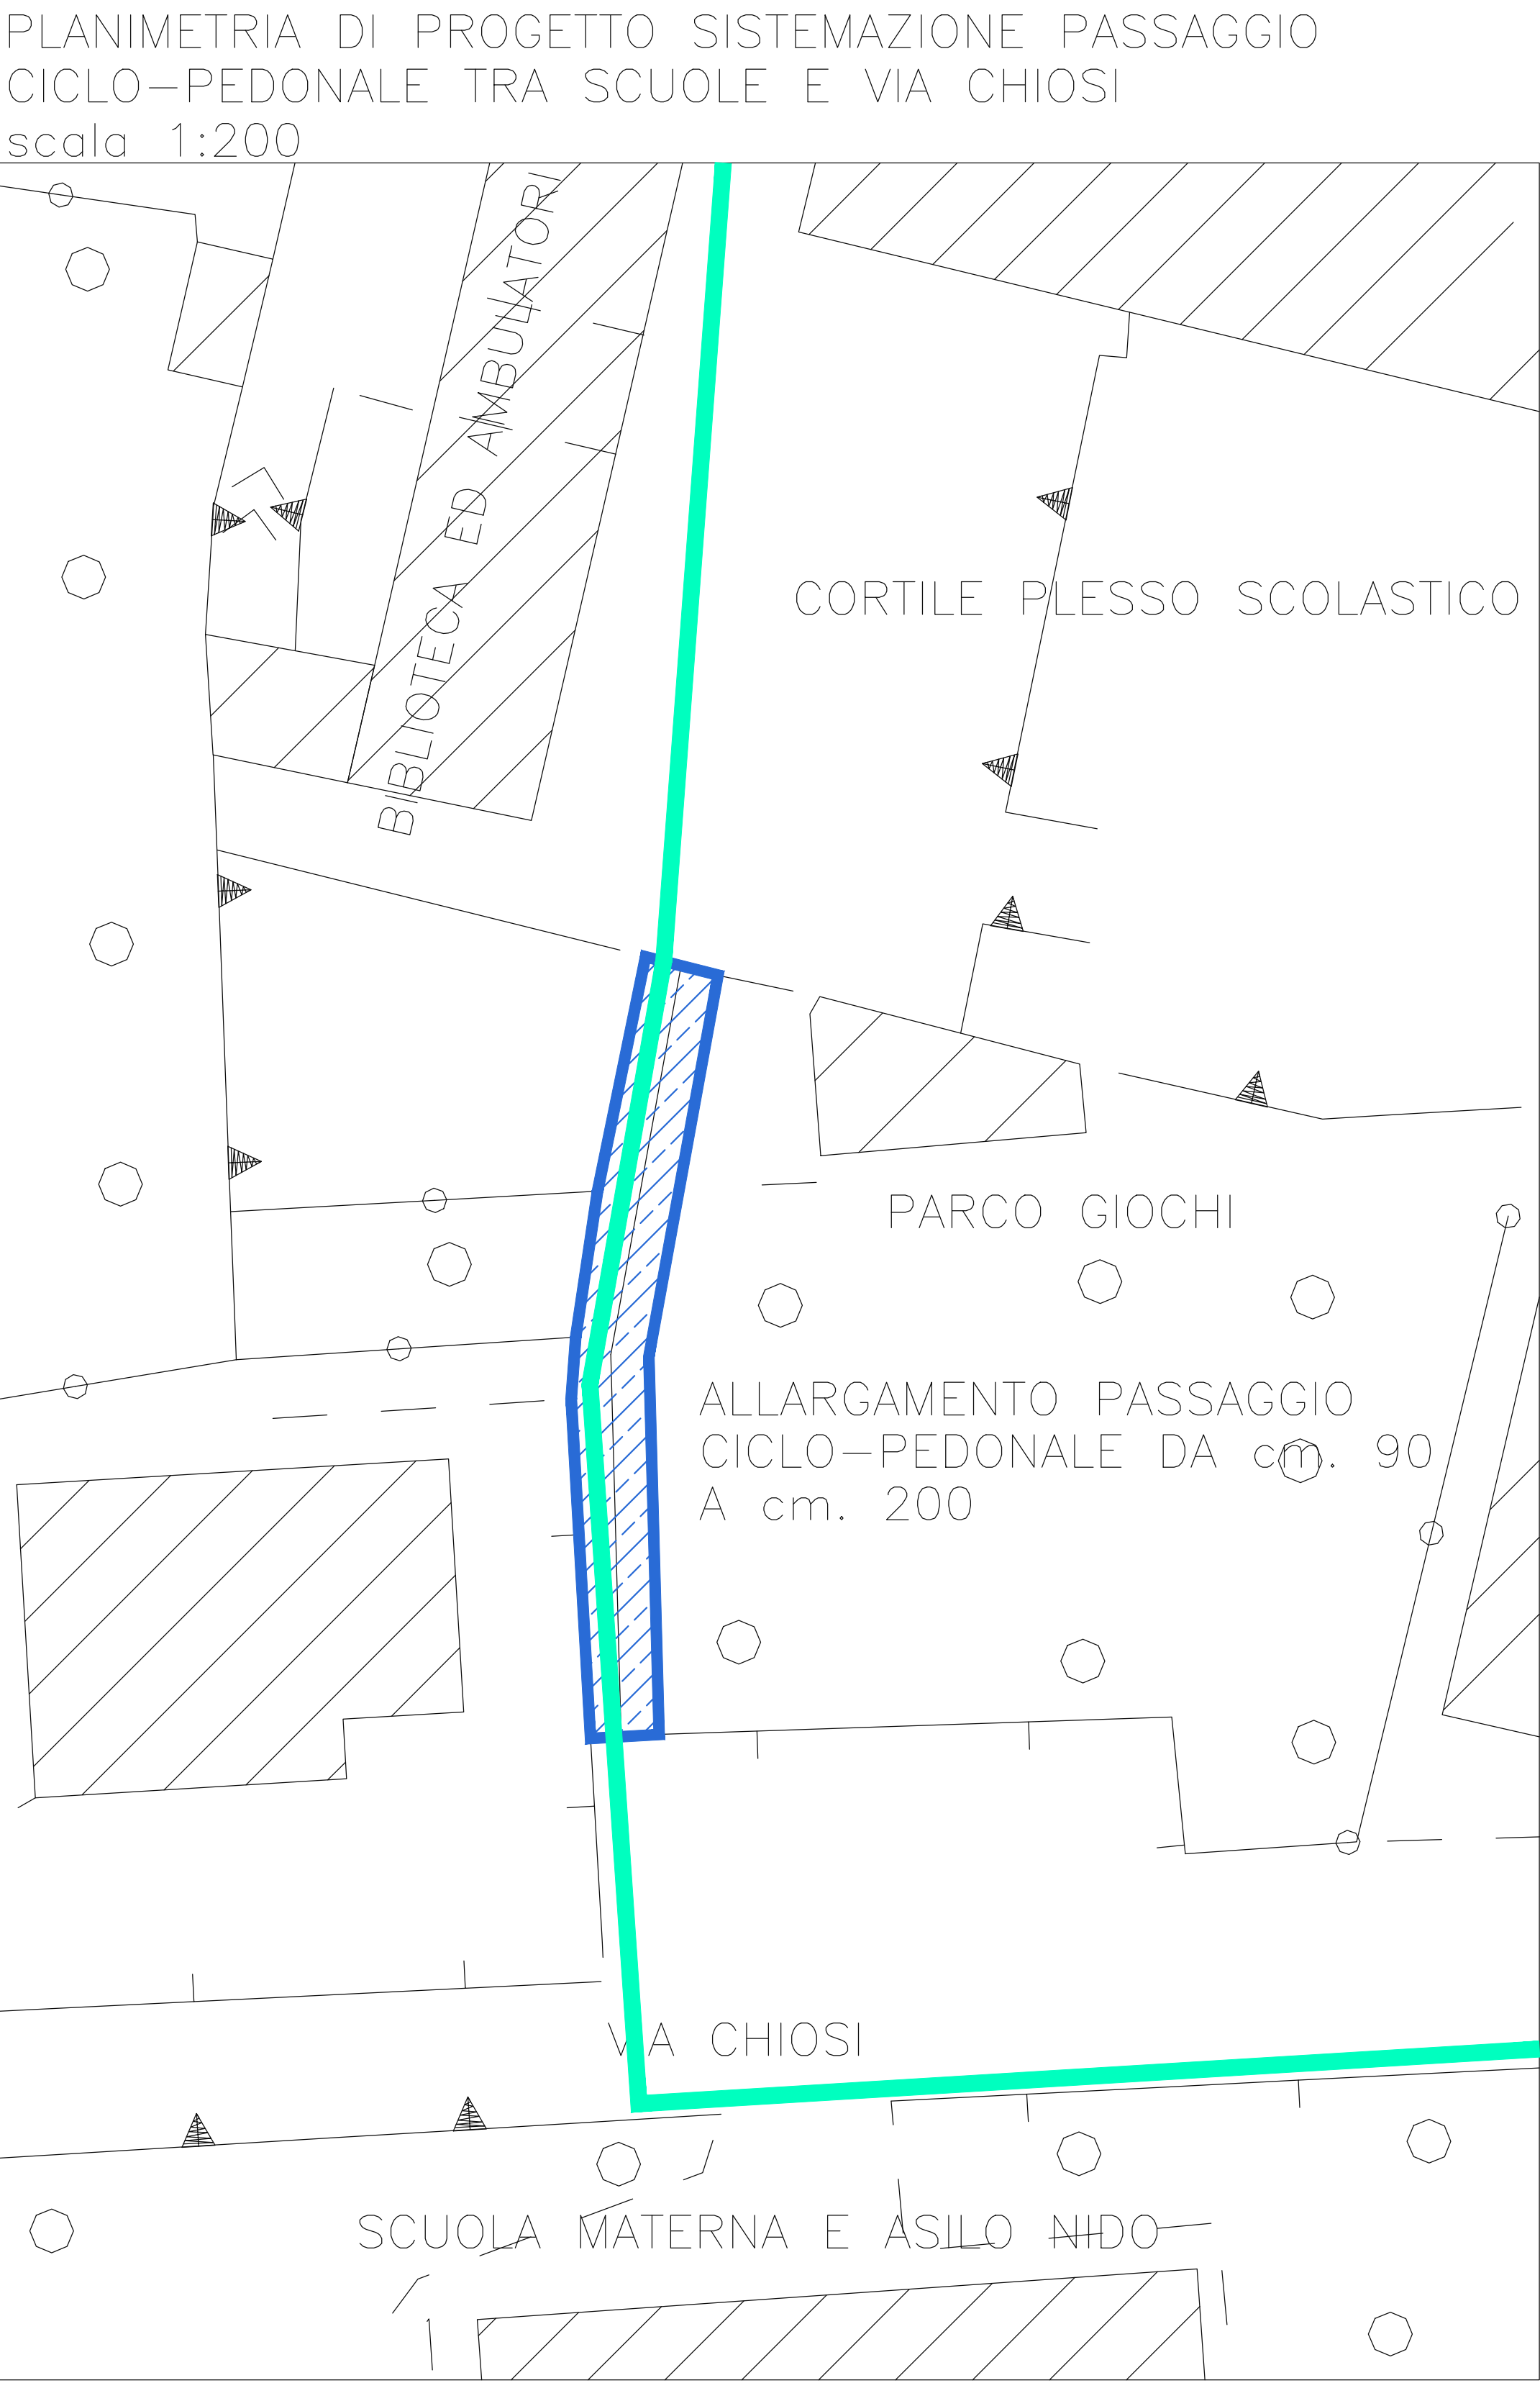 PLANIMETRIA DI PROGETTO SISTEMAZIONE PASSAGGIO
CICLO-PEDONALE TRA SCUOLE E VIA CHIOSI
scala 1:200
BIBLIOTECA ED AMBULATORI
CORTILE PLESSO SCOLASTICO
PARCO GIOCHI
ALLARGAMENTO PASSAGGIO
CICLO-PEDONALE DA cm. 90
A cm. 200
VIA CHIOSI
SCUOLA MATERNA E ASILO NIDO